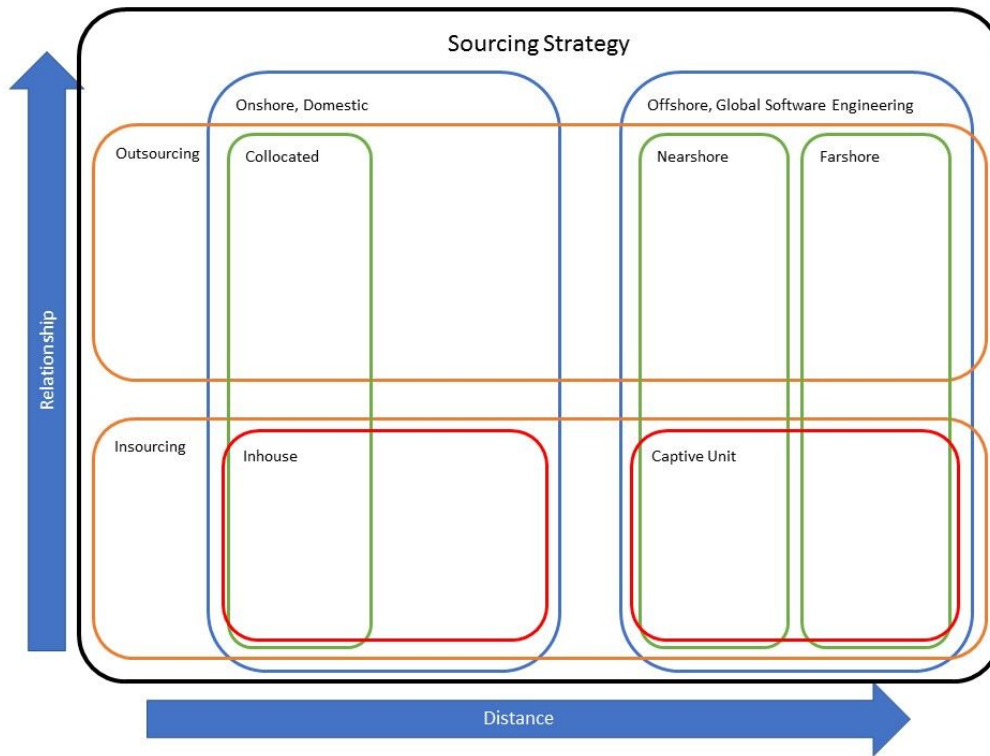 Sourcing Strategy
Onshore, Domestic
Offshore, Global Software Engineering
Outsourcing
Collocated
Nearshore
Farshore
Relationship
Insourcing
Inhouse
Captive Unit
Distance